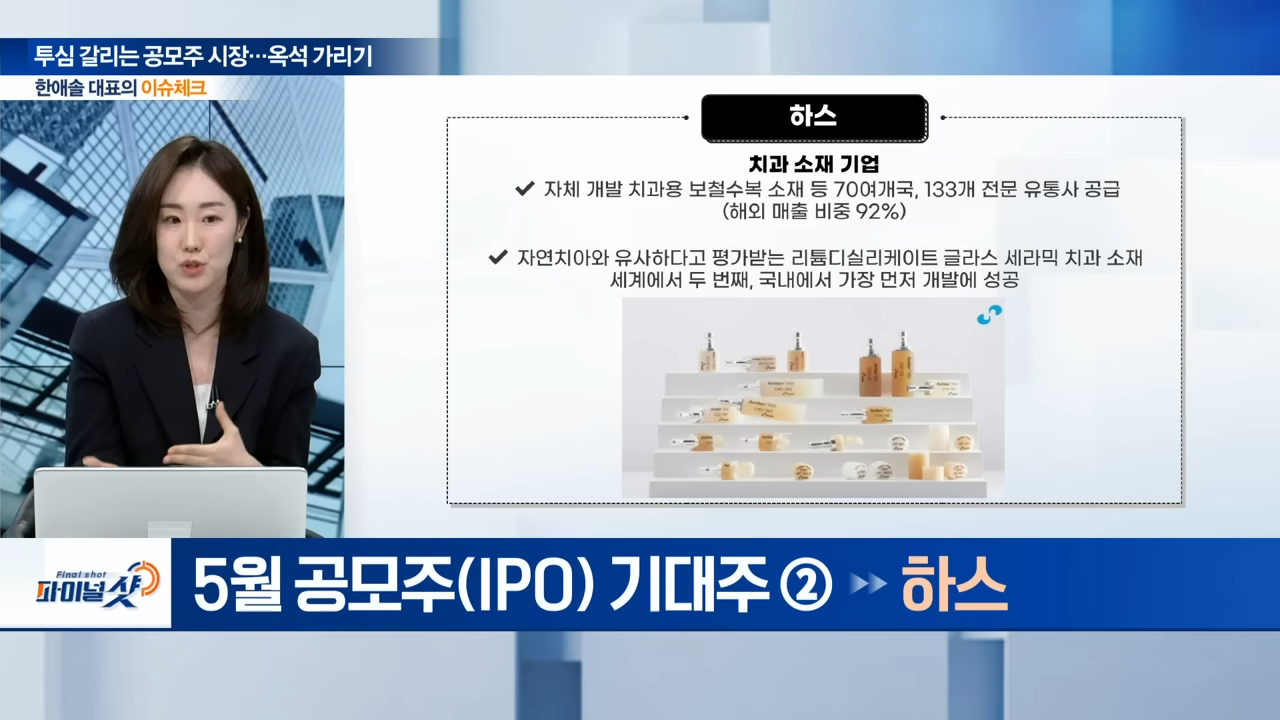 투심 갈리는 공모주 시장…옥석 가리기
한애솔 대표의 이슈체크
하스
치과 소재 기업
✔ 자체 개발 치과용 보철수복 소재 등 70여개국, 133개 전문 유통사 공급
(해외 매출 비중 92%)
✔ 자연치아와 유사하다고 평가받는 리튬디실리케이트 글라스 세라믹 치과 소재
세계에서 두 번째, 국내에서 가장 먼저 개발에 성공
Final shot
파이널샷
5월 공모주(IPO) 기대주 ② ▶▶ 하스